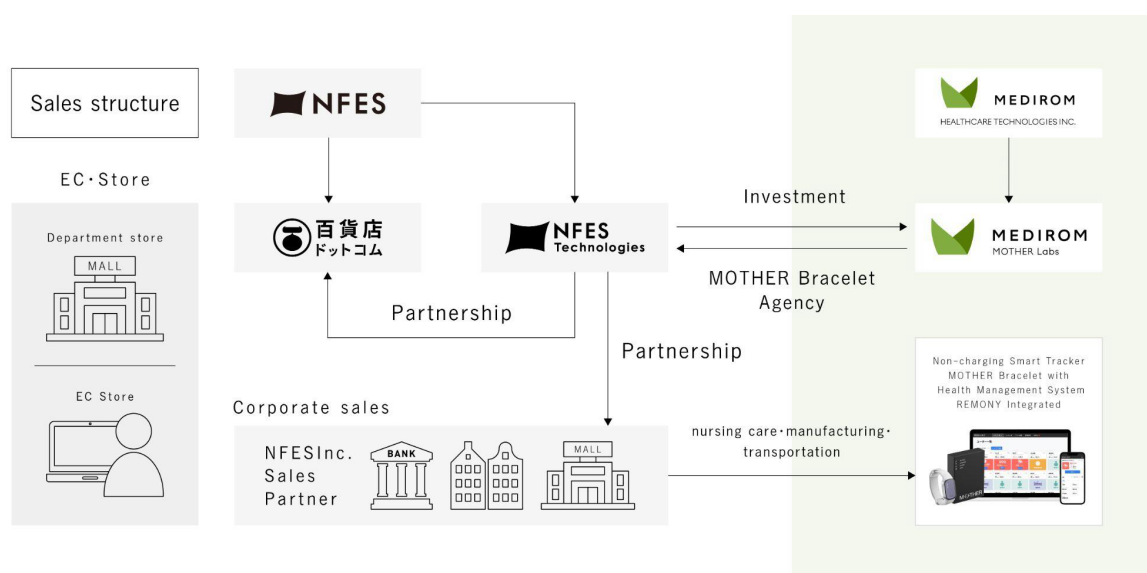 Sales structure
NFES
MEDIROM
HEALTHCARE TECHNOLOGIES INC.
EC・Store
Department store
MALL
EC Store
百貨店
ドットコム
NFES
Technologies
Investment
MOTHER Bracelet
Agency
MEDIROM
MOTHER Labs
Partnership
Partnership
Corporate sales
NFESInc.
Sales
Partner
BANK
MALL
nursing care・manufacturing・
transportation
Non-charging Smart Tracker
MOTHER Bracelet with
Health Management System
REMONY Integrated
MOTHER